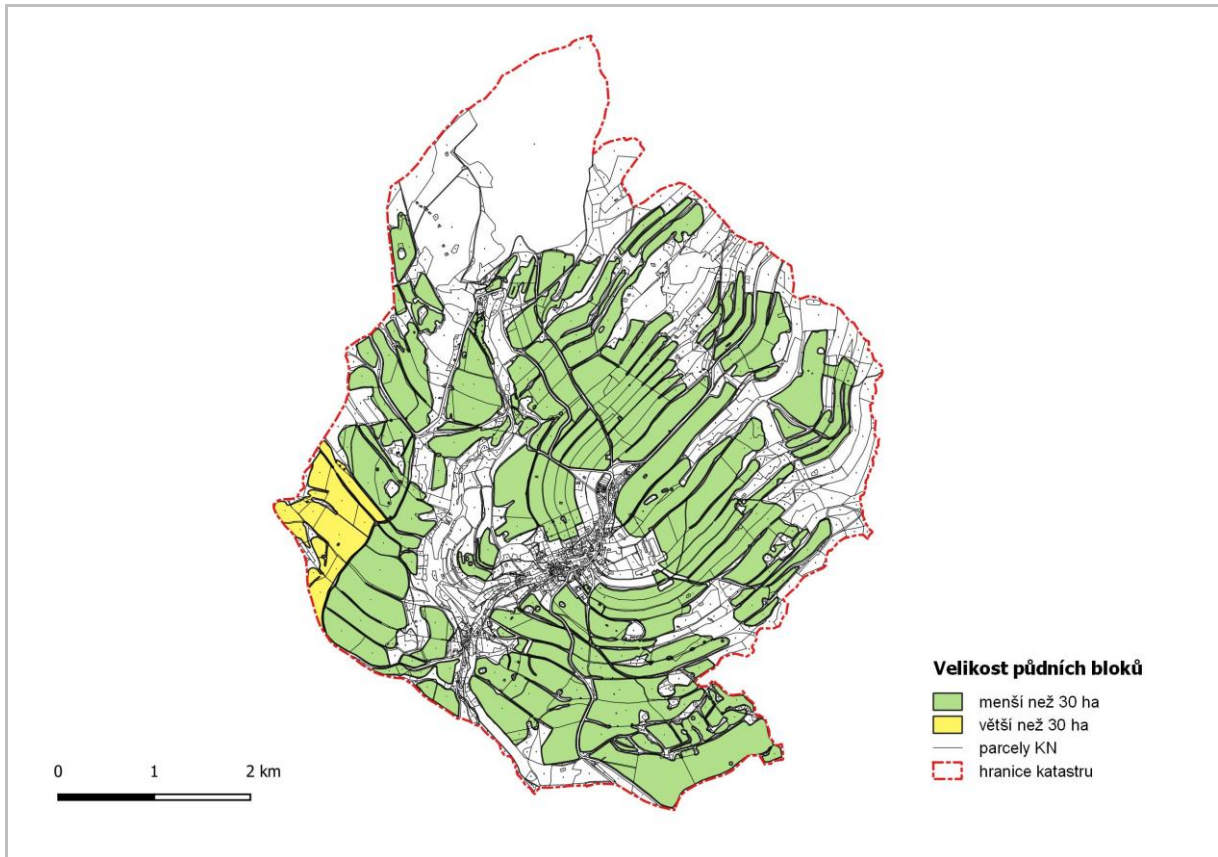 Velikost půdních bloků
menší než 30 ha
větší než 30 ha
parcely KN
hranice katastru
0 1 2 km